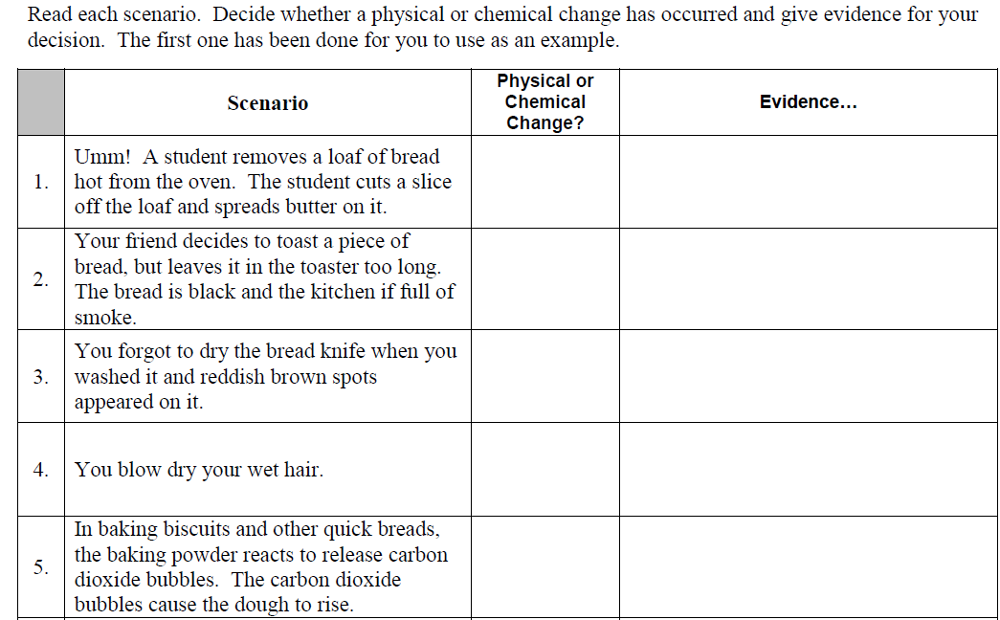 Read each scenario.  Decide whether a physical or chemical change has occurred and give evidence for your
decision.  The first one has been done for you to use as an example.
Scenario
Physical or
Chemical
Change?
Evidence…
1.
Umm!  A student removes a loaf of bread
hot from the oven.  The student cuts a slice
off the loaf and spreads butter on it.
2.
Your friend decides to toast a piece of
bread, but leaves it in the toaster too long.
The bread is black and the kitchen if full of
smoke.
3.
You forgot to dry the bread knife when you
washed it and reddish brown spots
appeared on it.
4.
You blow dry your wet hair.
5.
In baking biscuits and other quick breads,
the baking powder reacts to release carbon
dioxide bubbles.  The carbon dioxide
bubbles cause the dough to rise.